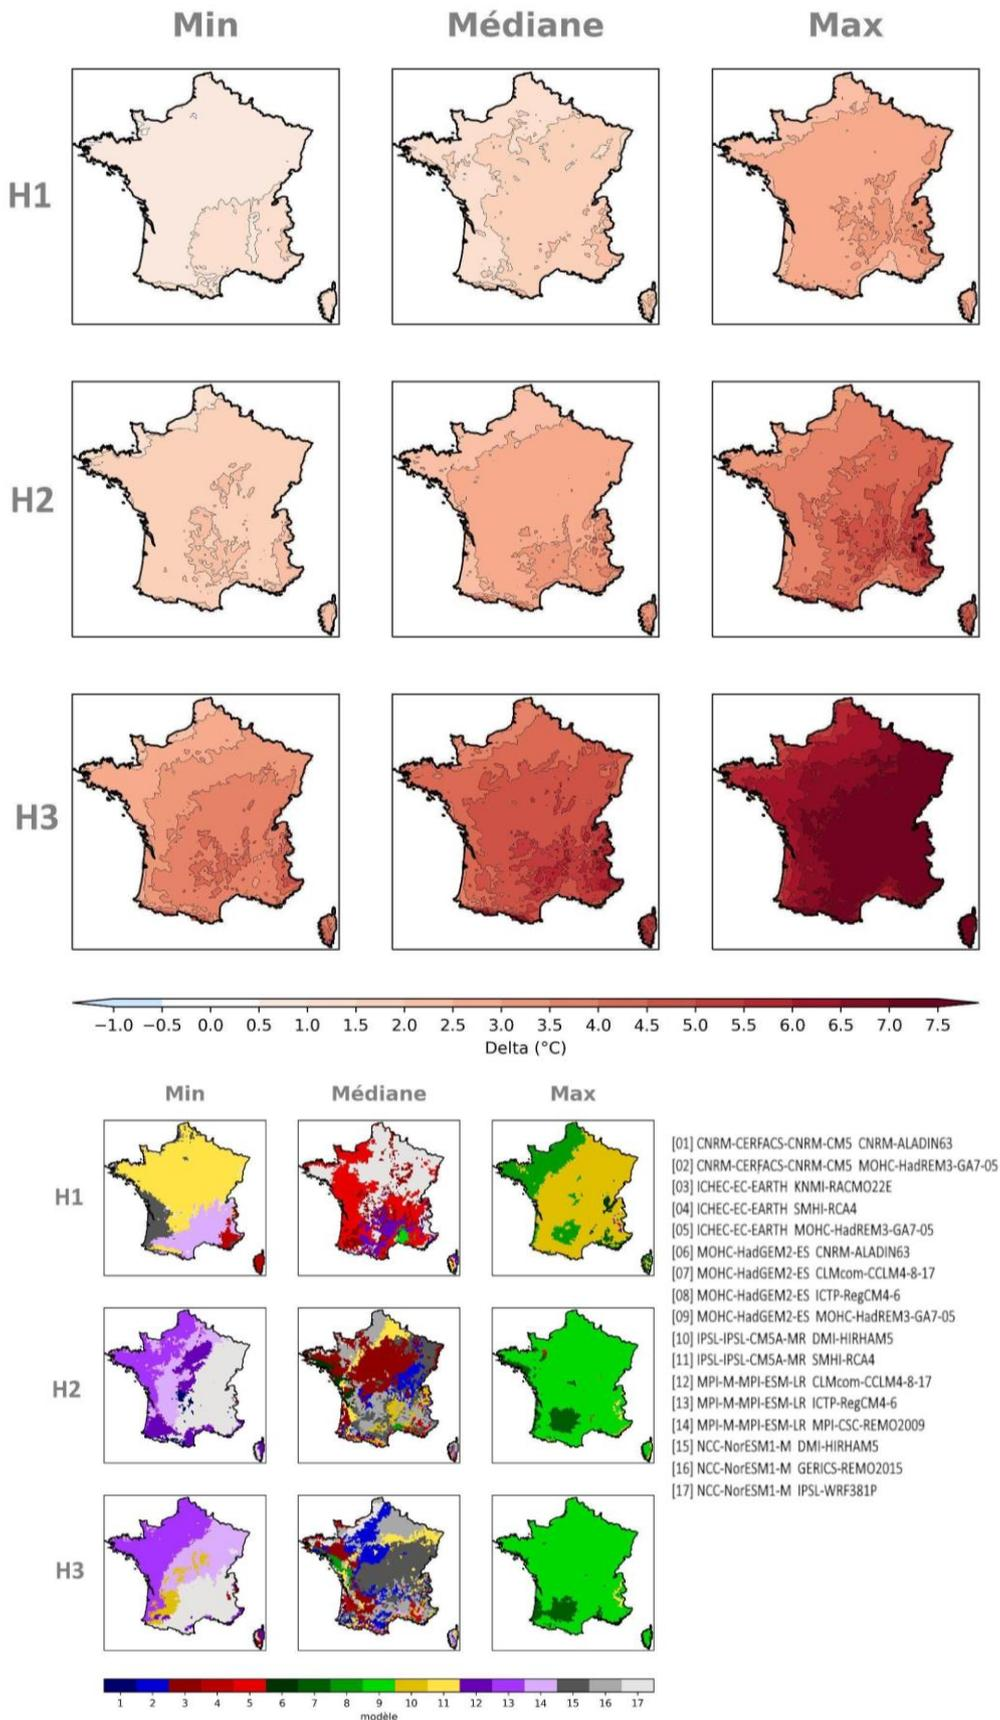 Min Médiane Max
H1
H2
H3
−1.0 −0.5 0.0 0.5 1.0 1.5 2.0 2.5 3.0 3.5 4.0 4.5 5.0 5.5 6.0 6.5 7.0 7.5
Delta (°C)
Min Médiane Max
H1
H2
H3
[01] CNRM-CERFACS-CNRM-CM5 CNRM-ALADIN63
[02] CNRM-CERFACS-CNRM-CM5 MOHC-HadREM3-GA7-05
[03] ICHEC-EC-EARTH KNMI-RACMO22E
[04] ICHEC-EC-EARTH SMHI-RCA4
[05] ICHEC-EC-EARTH MOHC-HadREM3-GA7-05
[06] MOHC-HadGEM2-ES CNRM-ALADIN63
[07] MOHC-HadGEM2-ES CLMcom-CCLM4-8-17
[08] MOHC-HadGEM2-ES ICTP-RegCM4-6
[09] MOHC-HadGEM2-ES MOHC-HadREM3-GA7-05
[10] IPSL-IPSL-CM5A-MR DMI-HIRHAM5
[11] IPSL-IPSL-CM5A-MR SMHI-RCA4
[12] MPI-M-MPI-ESM-LR CLMcom-CCLM4-8-17
[13] MPI-M-MPI-ESM-LR ICTP-RegCM4-6
[14] MPI-M-MPI-ESM-LR MPI-CSC-REMO2009
[15] NCC-NorESM1-M DMI-HIRHAM5
[16] NCC-NorESM1-M GERICS-REMO2015
[17] NCC-NorESM1-M IPSL-WRF381P
1 2 3 4 5 6 7 8 9 10 11 12 13 14 15 16 17
modèle